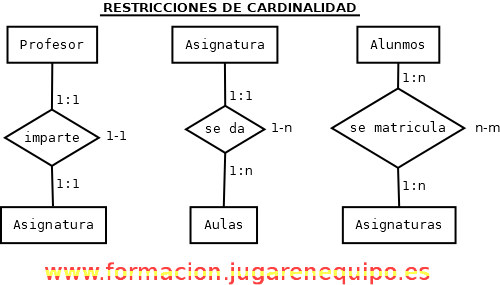 RESTRICCIONES DE CARDINALIDAD
Profesor
Asignatura
Alunmos
1:1
1:1
1:n
imparte
1-1
se da
1-n
se matricula
n-m
1:1
1:n
1:n
Asignatura
Aulas
Asignaturas
www.formacion.jugarenequipo.es